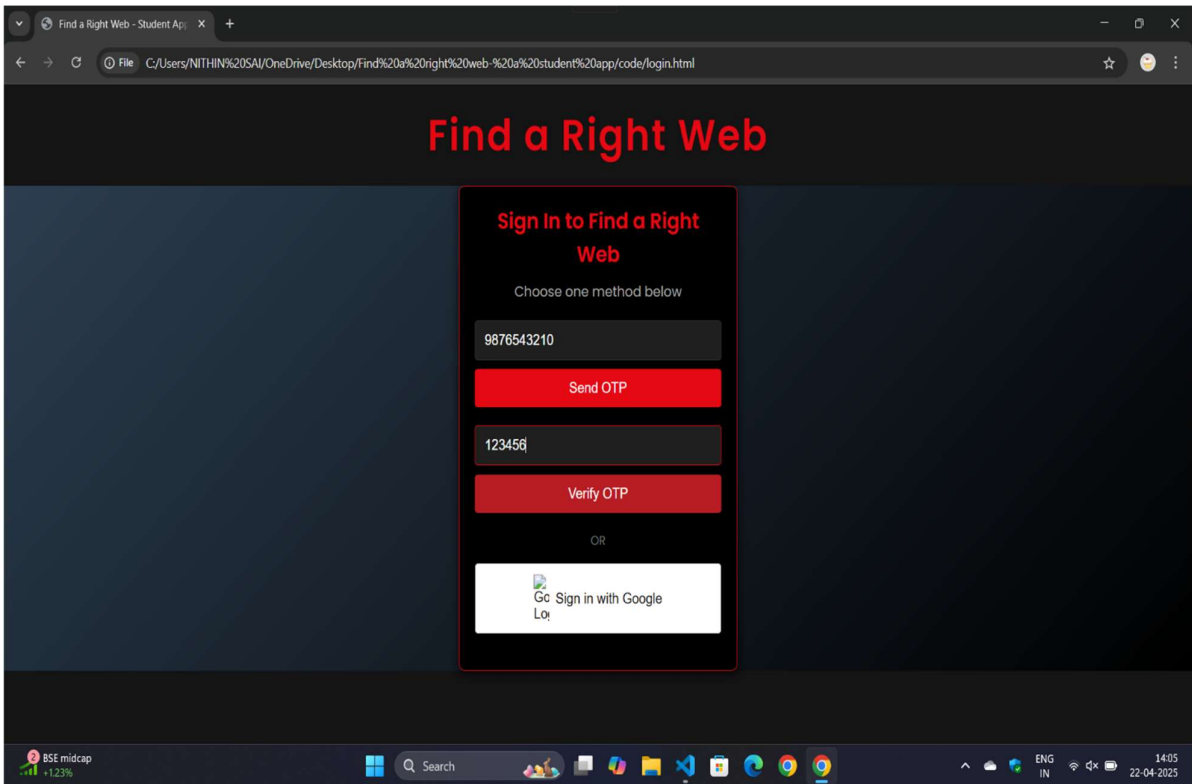 Find a Right Web - Student App
File C:/Users/NITHIN%20SAI/OneDrive/Desktop/Find%20a%20right%20web-%20a%20student%20app/code/login.html
Find a Right Web
Sign In to Find a Right
Web
Choose one method below
9876543210
Send OTP
123456
Verify OTP
OR
Go
Log
Sign in with Google
2
BSE midcap
+1.23%
Search
ENG
IN
14:05
22-04-2025